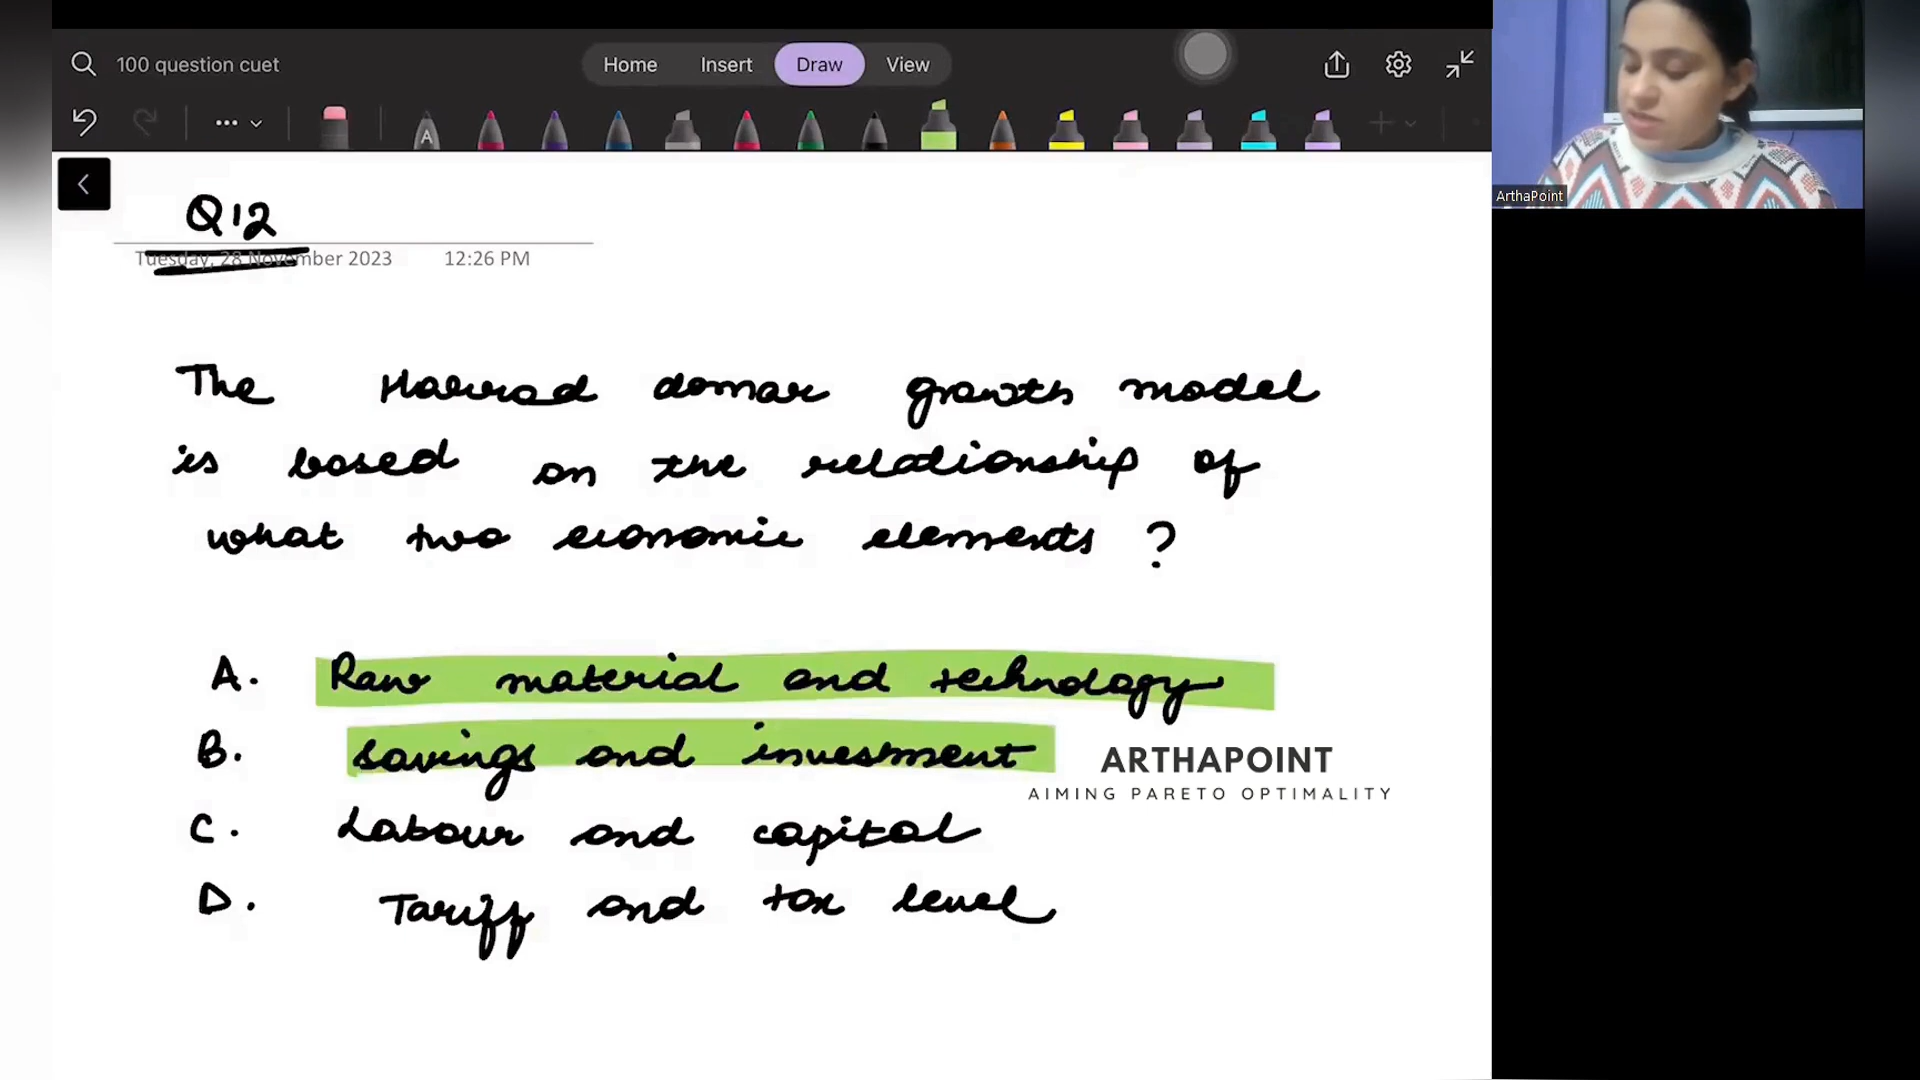 100 question cuet
Home Insert Draw View
A
ArthaPoint
Q12
Tuesday, 28 November 2023 12:26 PM
The Harrod domar growth model
is based on the relationship of
what two economic elements ?
A. Raw material and technology
B. savings and investment
ARTHAPOINT
AIMING PARETO OPTIMALITY
C. Labour and capital
D. Tariff and tax level